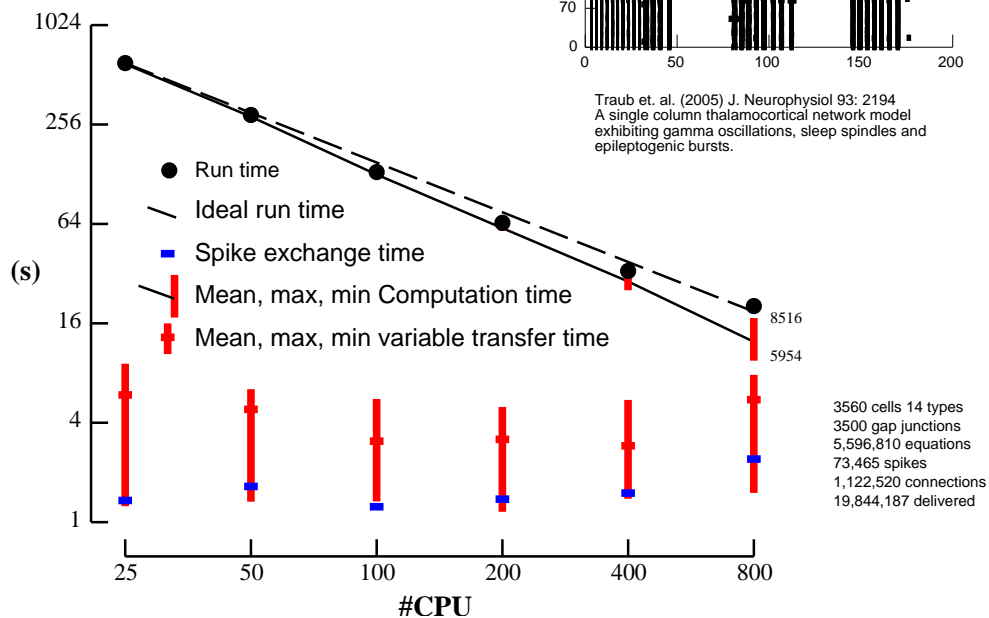 70
0
0 50 100 150 200
Traub et. al. (2005) J. Neurophysiol 93: 2194
A single column thalamocortical network model
exhibiting gamma oscillations, sleep spindles and
epileptogenic bursts.
1024
256
64
16
4
1
(s)
Run time
Ideal run time
Spike exchange time
Mean, max, min Computation time
Mean, max, min variable transfer time
8516
5954
3560 cells 14 types
3500 gap junctions
5,596,810 equations
73,465 spikes
1,122,520 connections
19,844,187 delivered
25 50 100 200 400 800
#CPU